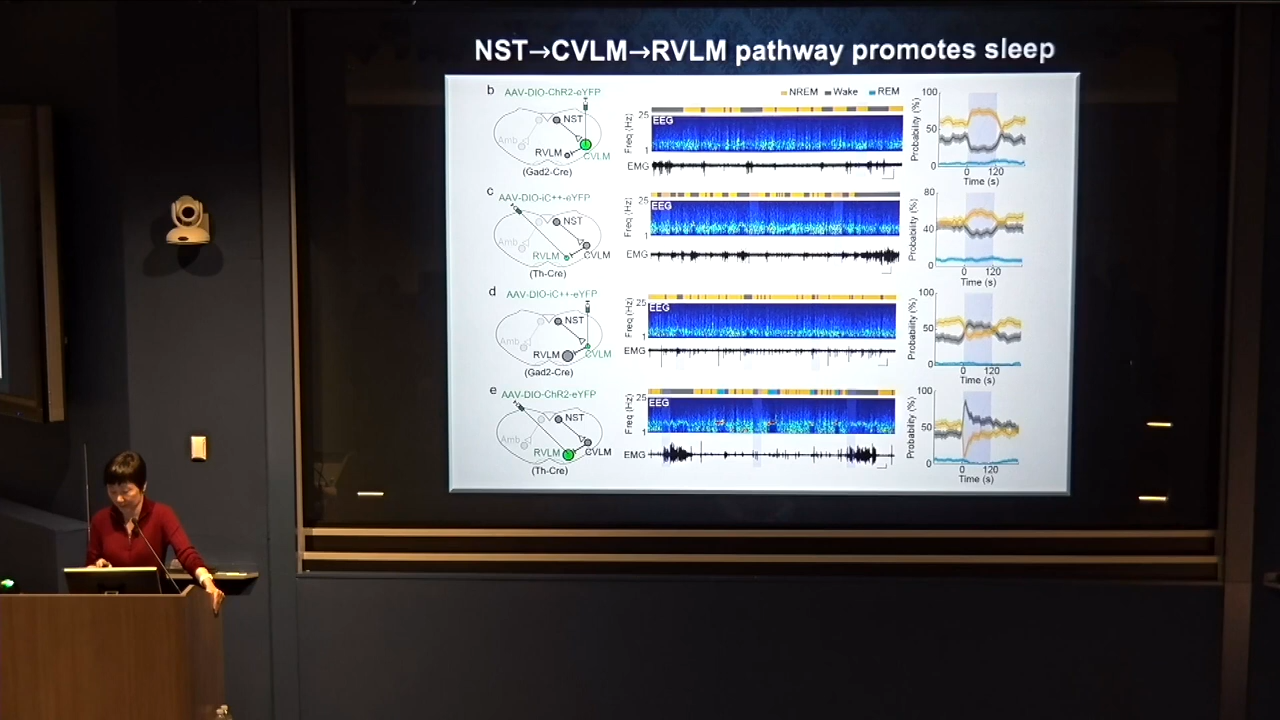 NST→CVLM→RVLM pathway promotes sleep
b
AAV-DIO-ChR2-eYFP
NST
Amb
RVLM
CVLM
(Gad2-Cre)
NREM Wake REM
Freq (Hz)
25
1
EEG
EMG
Probability (%)
100
50
0
0 120
Time (s)
c
AAV-DIO-iC++-eYFP
NST
Amb
RVLM
CVLM
(Th-Cre)
Freq (Hz)
25
1
EEG
EMG
Probability (%)
80
40
0
0 120
Time (s)
d
AAV-DIO-iC++-eYFP
NST
Amb
RVLM
CVLM
(Gad2-Cre)
Freq (Hz)
25
1
EEG
EMG
Probability (%)
100
50
0
0 120
Time (s)
e
AAV-DIO-ChR2-eYFP
NST
Amb
RVLM
CVLM
(Th-Cre)
Freq (Hz)
25
1
EEG
EMG
Probability (%)
100
50
0
0 120
Time (s)